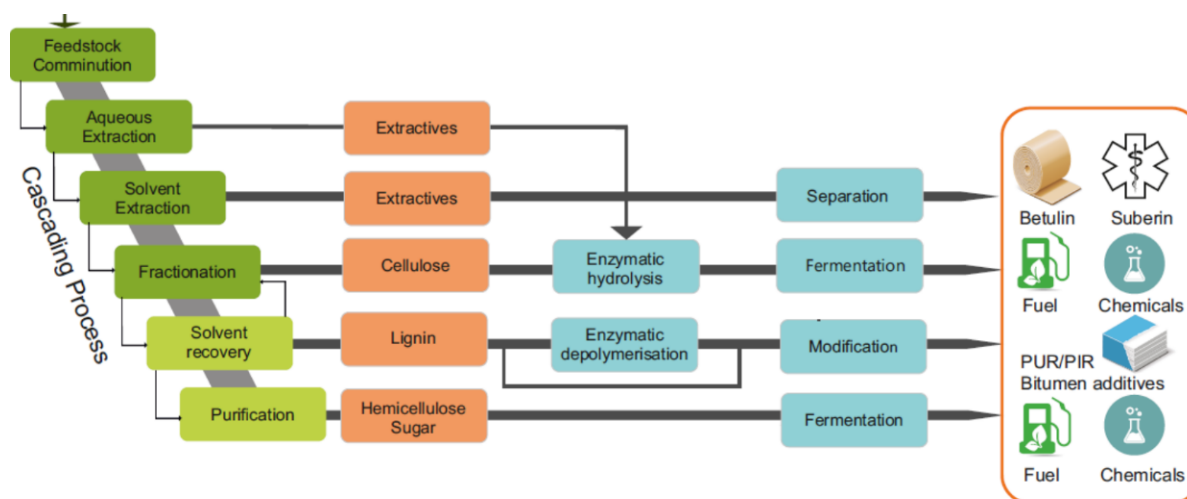 Feedstock
Comminution
Aqueous
Extraction
Extractives
Cascading Process
Solvent
Extraction
Extractives
Separation
Betulin
Suberin
Fractionation
Cellulose
Enzymatic
hydrolysis
Fermentation
Fuel
Chemicals
Solvent
recovery
Lignin
Enzymatic
depolymerisation
Modification
PUR/PIR
Bitumen additives
Purification
Hemicellulose
Sugar
Fermentation
Fuel
Chemicals